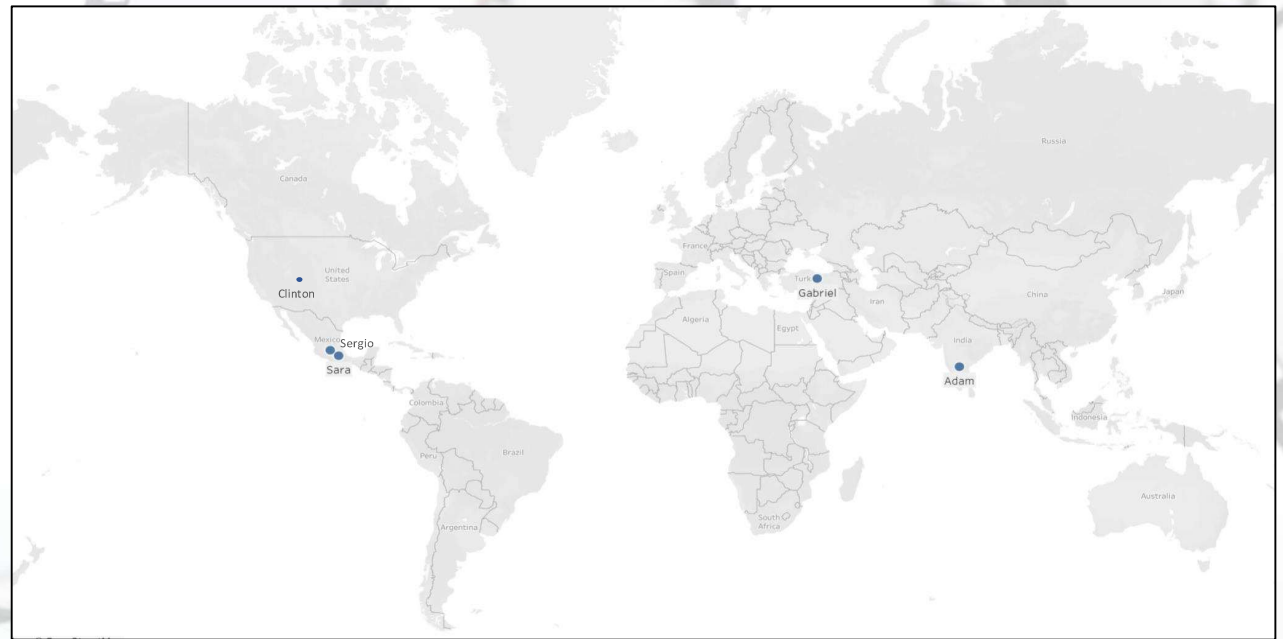 Russia
Canada
France
United
States
Clinton
Spain
Turk
Gabriel
Iran
China
Japan
Algeria
Egypt
Mexico
Sergio
Sara
India
Adam
Colombia
Indonesia
Peru
Brazil
Australia
South
Africa
Argentina